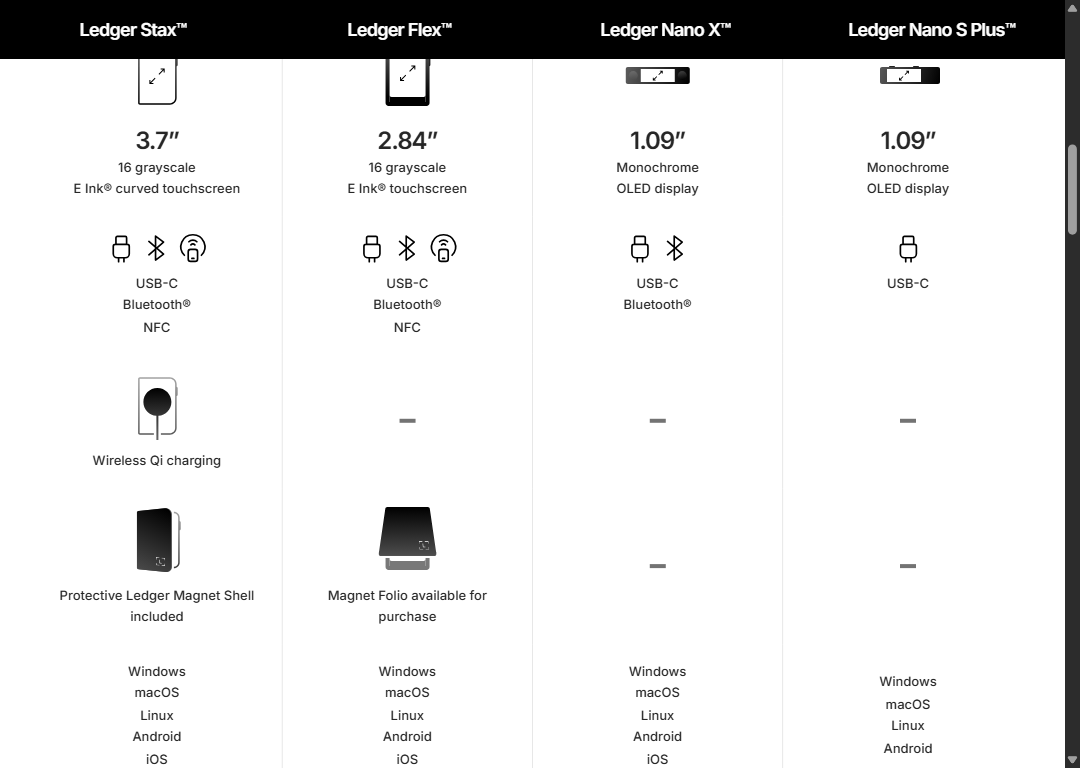 Ledger Stax™
Ledger Flex™
Ledger Nano X™
Ledger Nano S Plus™
3.7”
2.84”
1.09”
1.09”
16 grayscale
E Ink® curved touchscreen
16 grayscale
E Ink® touchscreen
Monochrome
OLED display
Monochrome
OLED display
USB-C
Bluetooth®
NFC
USB-C
Bluetooth®
NFC
USB-C
Bluetooth®
USB-C
Wireless Qi charging
Protective Ledger Magnet Shell
included
Magnet Folio available for
purchase
Windows
macOS
Linux
Android
iOS
Windows
macOS
Linux
Android
iOS
Windows
macOS
Linux
Android
iOS
Windows
macOS
Linux
Android